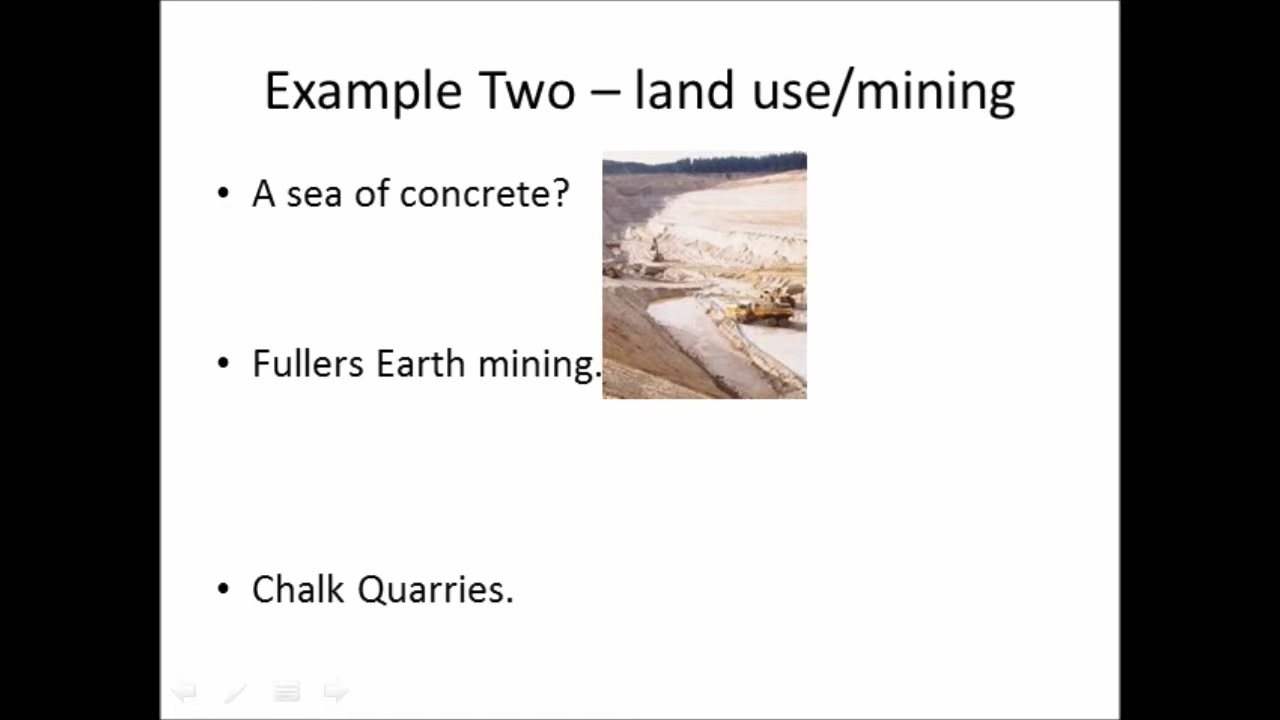 Example Two – land use/mining
• A sea of concrete?
• Fullers Earth mining.
• Chalk Quarries.